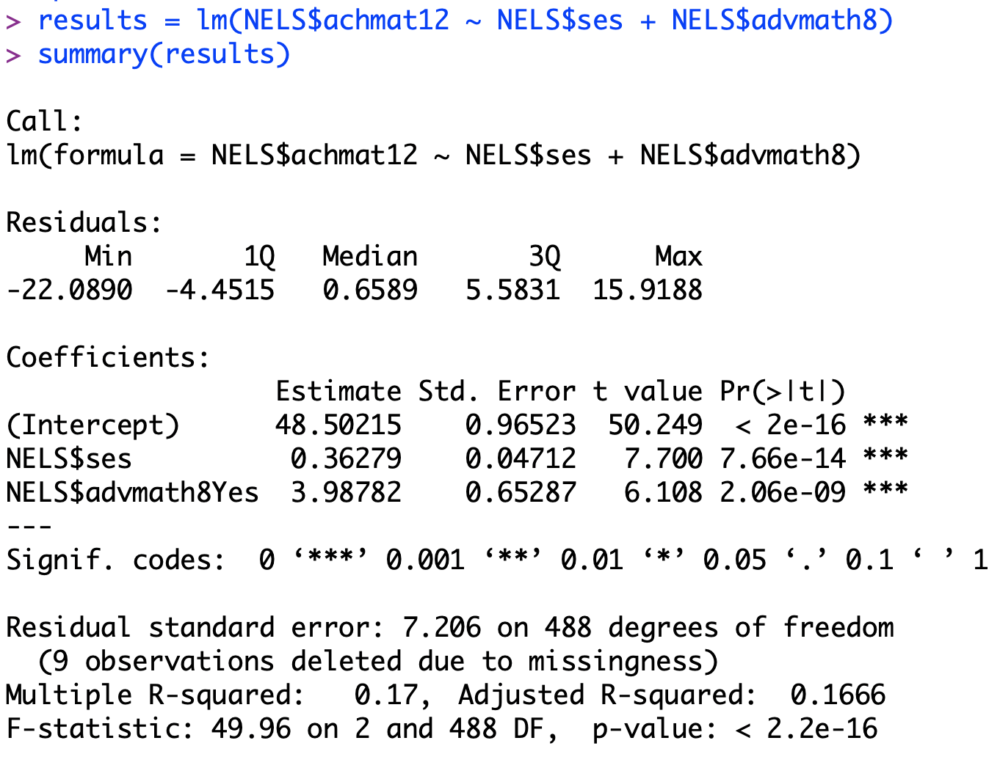 > results = lm(NELS$achmat12 ~ NELS$ses + NELS$advmath8)
> summary(results)
Call:
lm(formula = NELS$achmat12 ~ NELS$ses + NELS$advmath8)
Residuals:
     Min       1Q   Median       3Q      Max
-22.0890  -4.4515   0.6589   5.5831  15.9188
Coefficients:
                 Estimate Std. Error t value Pr(>|t|)
(Intercept)      48.50215    0.96523  50.249  < 2e-16 ***
NELS$ses          0.36279    0.04712   7.700 7.66e-14 ***
NELS$advmath8Yes  3.98782    0.65287   6.108 2.06e-09 ***
---
Signif. codes:  0 ‘***’ 0.001 ‘**’ 0.01 ‘*’ 0.05 ‘.’ 0.1 ‘ ’ 1
Residual standard error: 7.206 on 488 degrees of freedom
  (9 observations deleted due to missingness)
Multiple R-squared:   0.17,	Adjusted R-squared:  0.1666
F-statistic: 49.96 on 2 and 488 DF,  p-value: < 2.2e-16